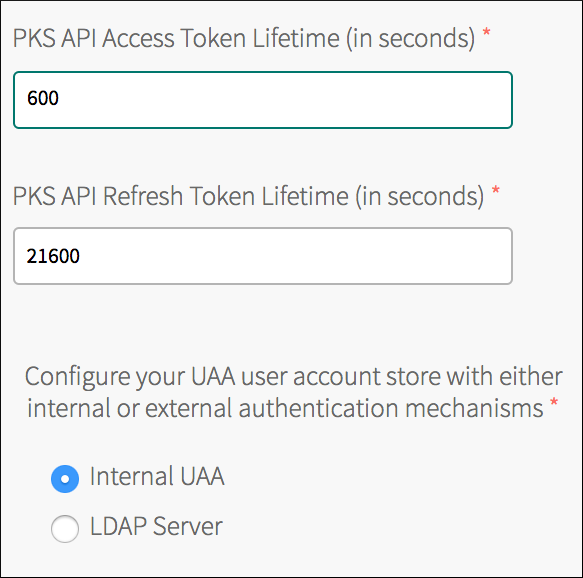 PKS API Access Token Lifetime (in seconds) *
600
PKS API Refresh Token Lifetime (in seconds) *
21600
Configure your UAA user account store with either
internal or external authentication mechanisms *
Internal UAA
LDAP Server